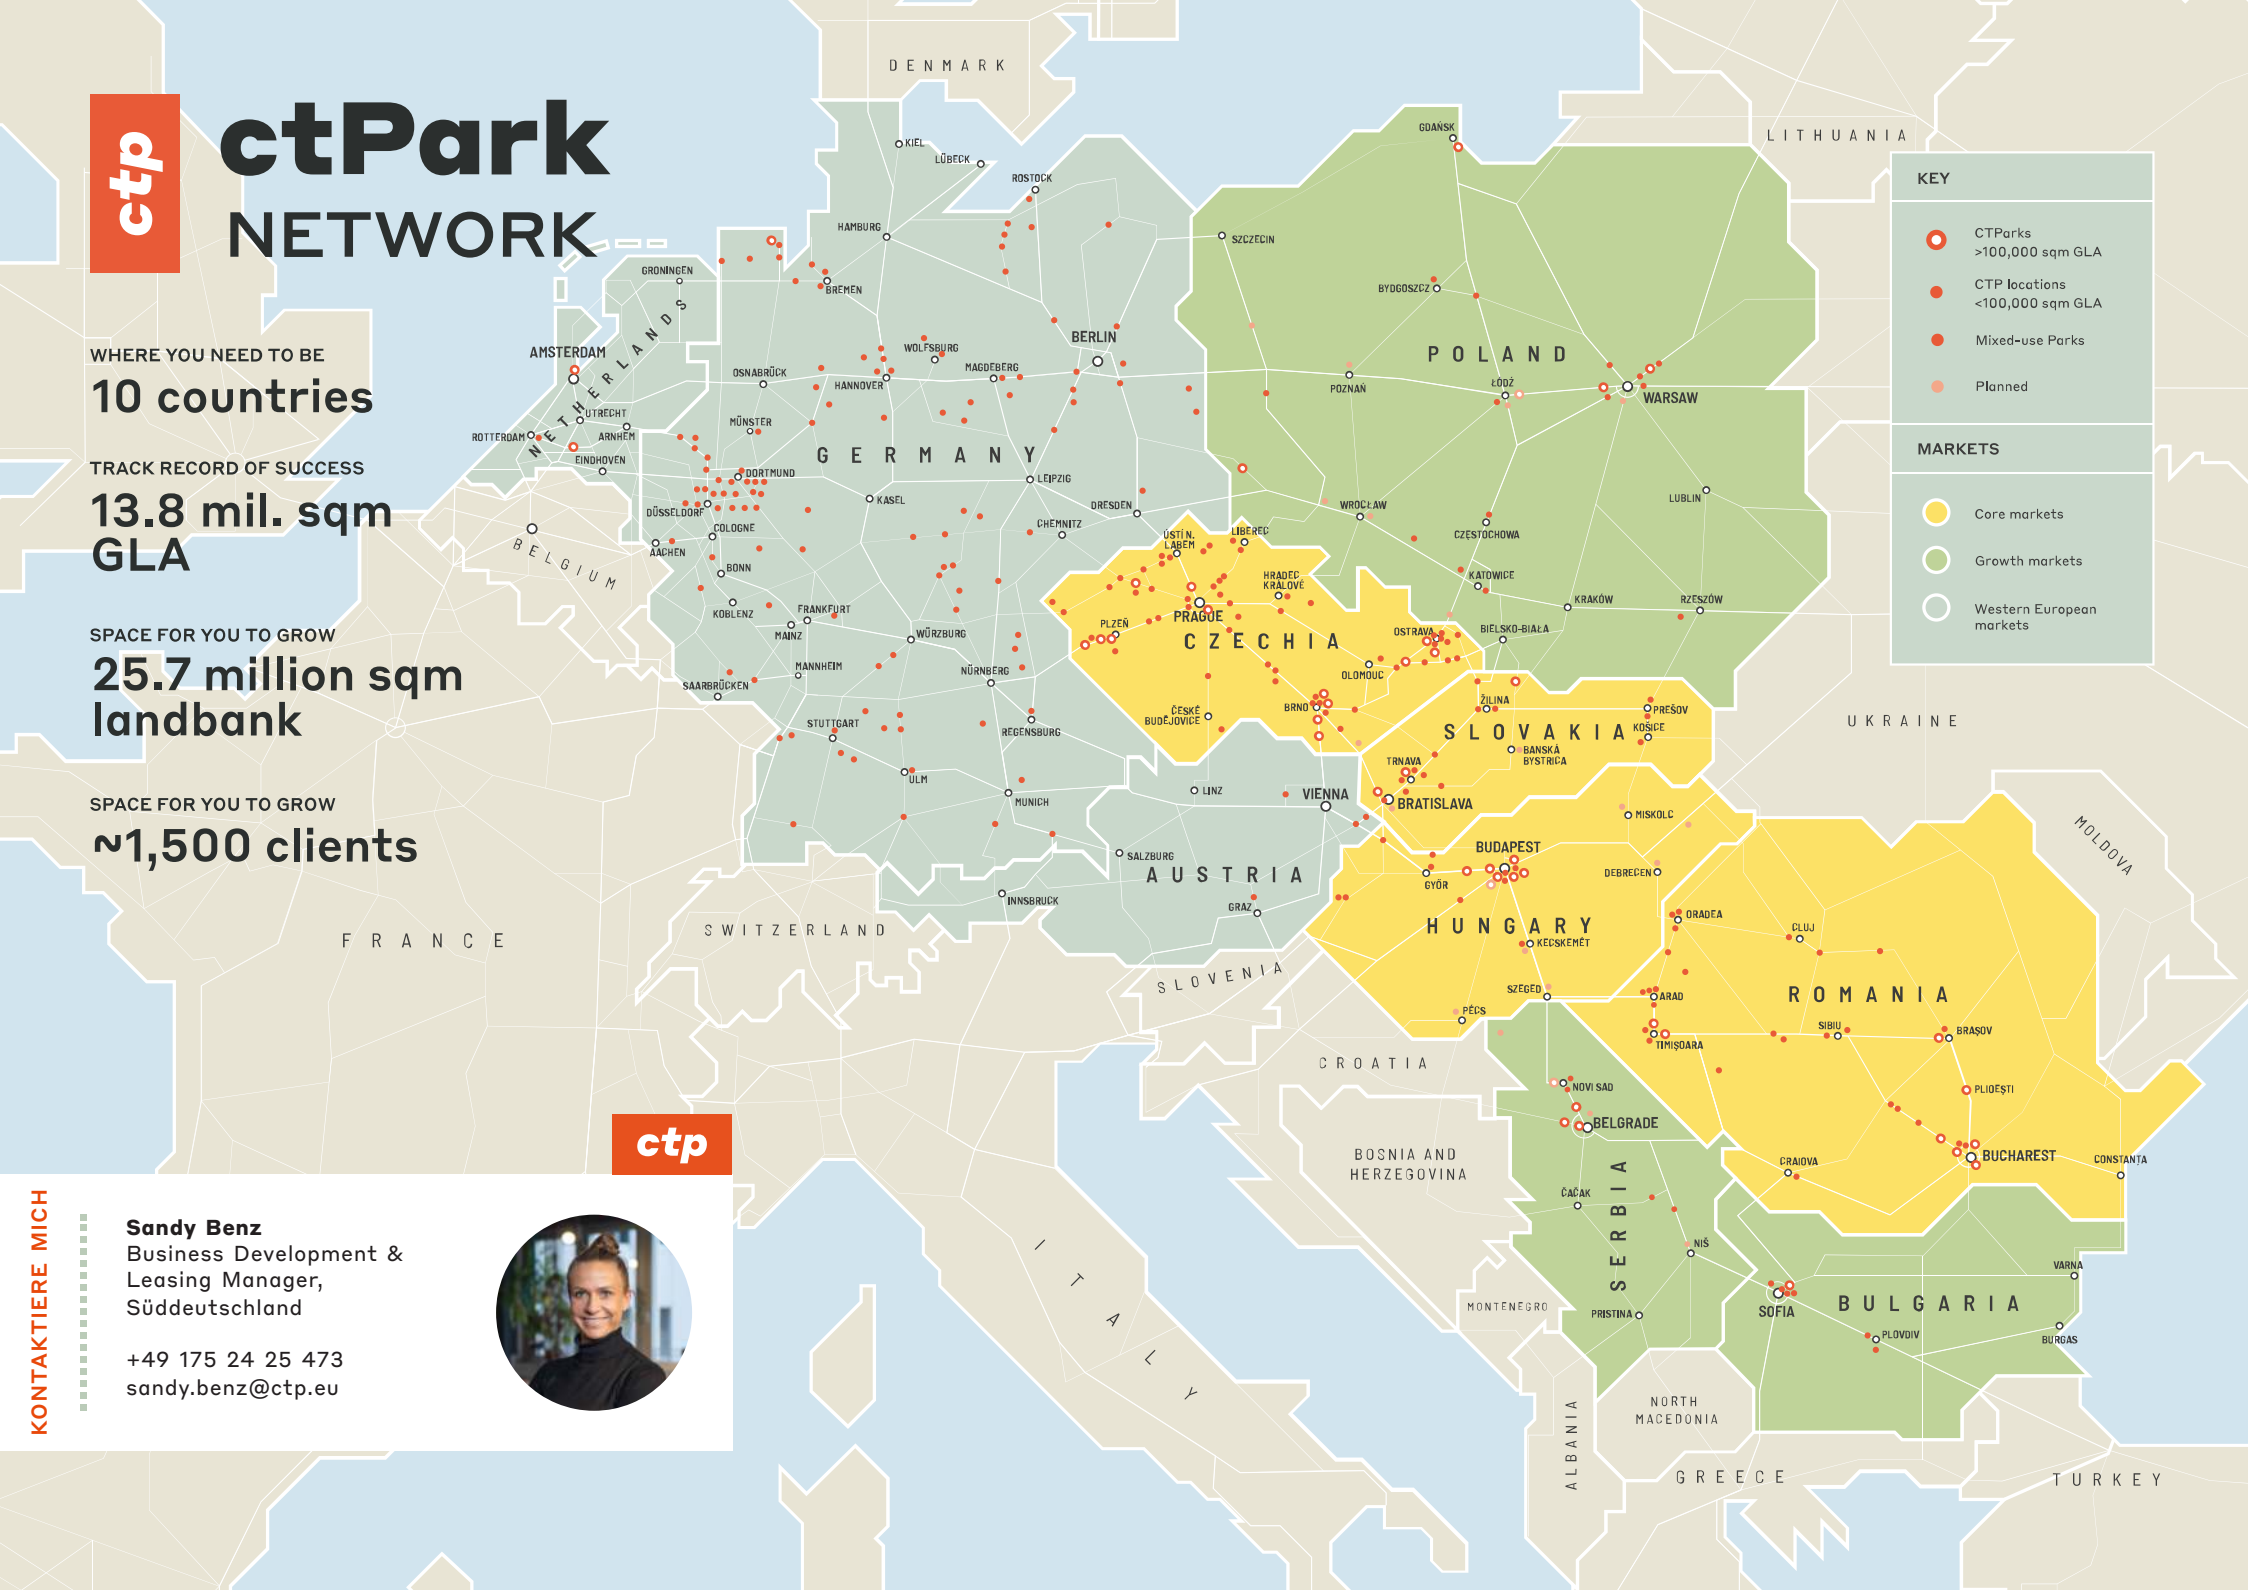 ctp
ctPark
NETWORK
WHERE YOU NEED TO BE
10 countries
TRACK RECORD OF SUCCESS
13.8 mil. sqm
GLA
SPACE FOR YOU TO GROW
25.7 million sqm
landbank
SPACE FOR YOU TO GROW
~1,500 clients
KEY
CTParks
>100,000 sqm GLA
CTP locations
<100,000 sqm GLA
Mixed-use Parks
Planned
MARKETS
Core markets
Growth markets
Western European
markets
DENMARK
LITHUANIA
KIEL
LÜBECK
ROSTOCK
HAMBURG
BREMEN
GRONINGEN
NETHERLANDS
AMSTERDAM
UTRECHT
ROTTERDAM
ARNHEM
EINDHOVEN
BELGIUM
OSNABRÜCK
HANNOVER
WOLFSBURG
MAGDEBERG
BERLIN
MÜNSTER
GERMANY
DORTMUND
DÜSSELDORF
KASEL
LEIPZIG
DRESDEN
CHEMNITZ
COLOGNE
AACHEN
BONN
KOBLENZ
FRANKFURT
MAINZ
WÜRZBURG
MANNHEIM
SAARBRÜCKEN
NÜRNBERG
STUTTGART
REGENSBURG
ULM
MUNICH
GDAŃSK
SZCZECIN
BYDGOSZCZ
POLAND
POZNAŃ
ŁÓDŹ
WARSAW
LUBLIN
WROCŁAW
CZĘSTOCHOWA
KATOWICE
KRAKÓW
RZESZÓW
BIELSKO-BIAŁA
ÚSTÍ N.
LABEM
LIBEREC
HRADEC
KRÁLOVÉ
PRAGUE
PLZEŇ
CZECHIA
OSTRAVA
OLOMOUC
BRNO
ČESKÉ
BUDĚJOVICE
ŽILINA
PREŠOV
SLOVAKIA
KOŠICE
BANSKÁ
BYSTRICA
TRNAVA
BRATISLAVA
UKRAINE
MOLDOVA
LINZ
VIENNA
SALZBURG
AUSTRIA
INNSBRUCK
GRAZ
MISKOLC
BUDAPEST
GYŐR
DEBRECEN
HUNGARY
KECSKEMÉT
SZEGED
PÉCS
ORADEA
CLUJ
ROMANIA
ARAD
TIMIȘOARA
SIBIU
BRAȘOV
PLIOEȘTI
BUCHAREST
CRAIOVA
CONSTANȚA
FRANCE
SWITZERLAND
SLOVENIA
CROATIA
BOSNIA AND
HERZEGOVINA
NOVI SAD
BELGRADE
ČAČAK
SERBIA
NIŠ
PRISTINA
MONTENEGRO
SOFIA
BULGARIA
VARNA
BURGAS
PLOVDIV
ITALY
ALBANIA
NORTH
MACEDONIA
GREECE
TURKEY
ctp
KONTAKTIERE MICH
Sandy Benz
Business Development &
Leasing Manager,
Süddeutschland
+49 175 24 25 473
sandy.benz@ctp.eu